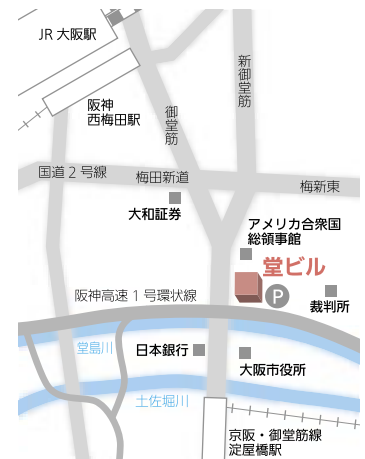 JR 大阪駅
新御堂筋
阪神
西梅田駅
御堂筋
国道 2 号線
梅田新道
梅新東
大和証券
アメリカ合衆国
総領事館
堂ビル
P
阪神高速 1 号環状線
裁判所
堂島川
日本銀行
大阪市役所
土佐堀川
京阪・御堂筋線
淀屋橋駅